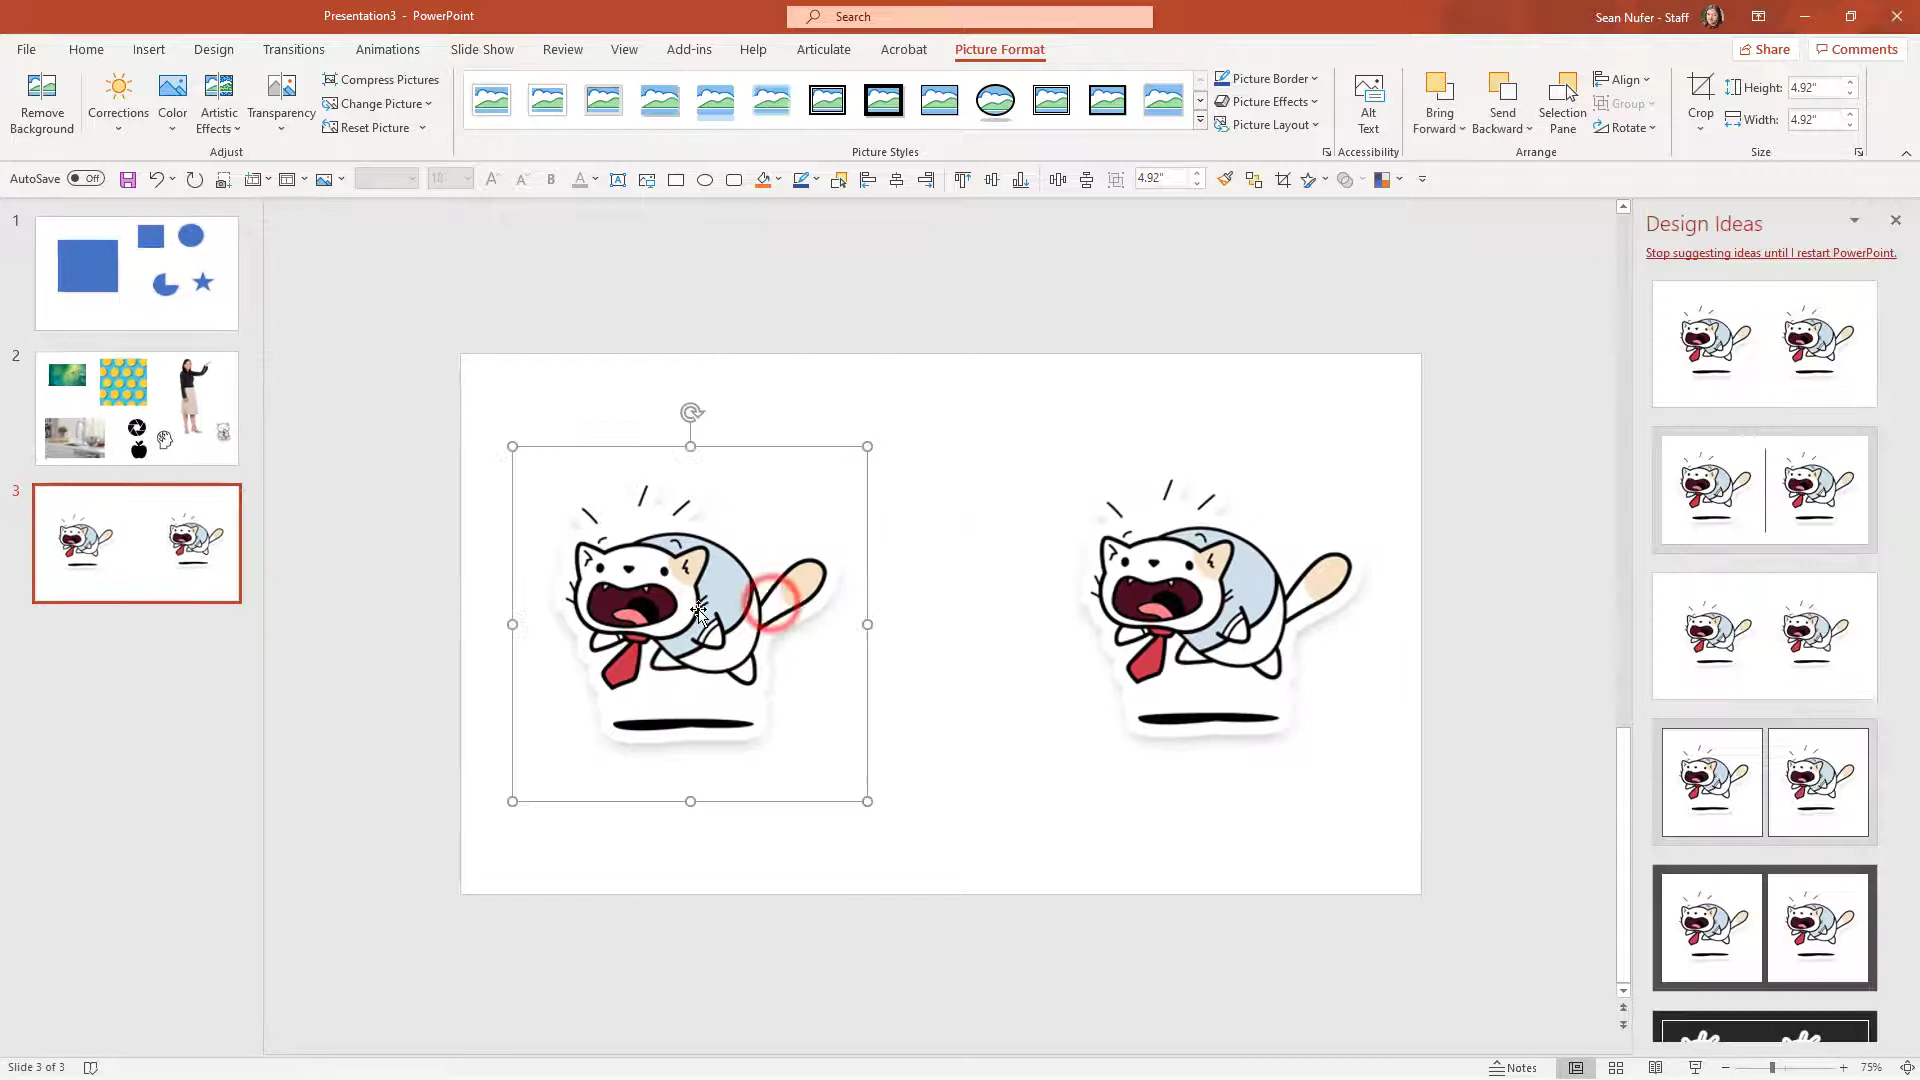 Presentation3 - PowerPoint
Search
Sean Nufer - Staff
File Home Insert Design Transitions Animations Slide Show Review View Add-ins Help Articulate Acrobat Picture Format
Share Comments
Remove Background
Corrections
Color
Artistic Effects
Transparency
Compress Pictures
Change Picture
Reset Picture
Adjust
Picture Styles
Picture Border
Picture Effects
Picture Layout
Alt Text
Accessibility
Bring Forward
Send Backward
Selection Pane
Align
Group
Rotate
Arrange
Crop
Height: 4.92"
Width: 4.92"
Size
AutoSave Off
18
A A B A
4.92"
1
2
3
Design Ideas
Stop suggesting ideas until I restart PowerPoint.
Slide 3 of 3
Notes
75%